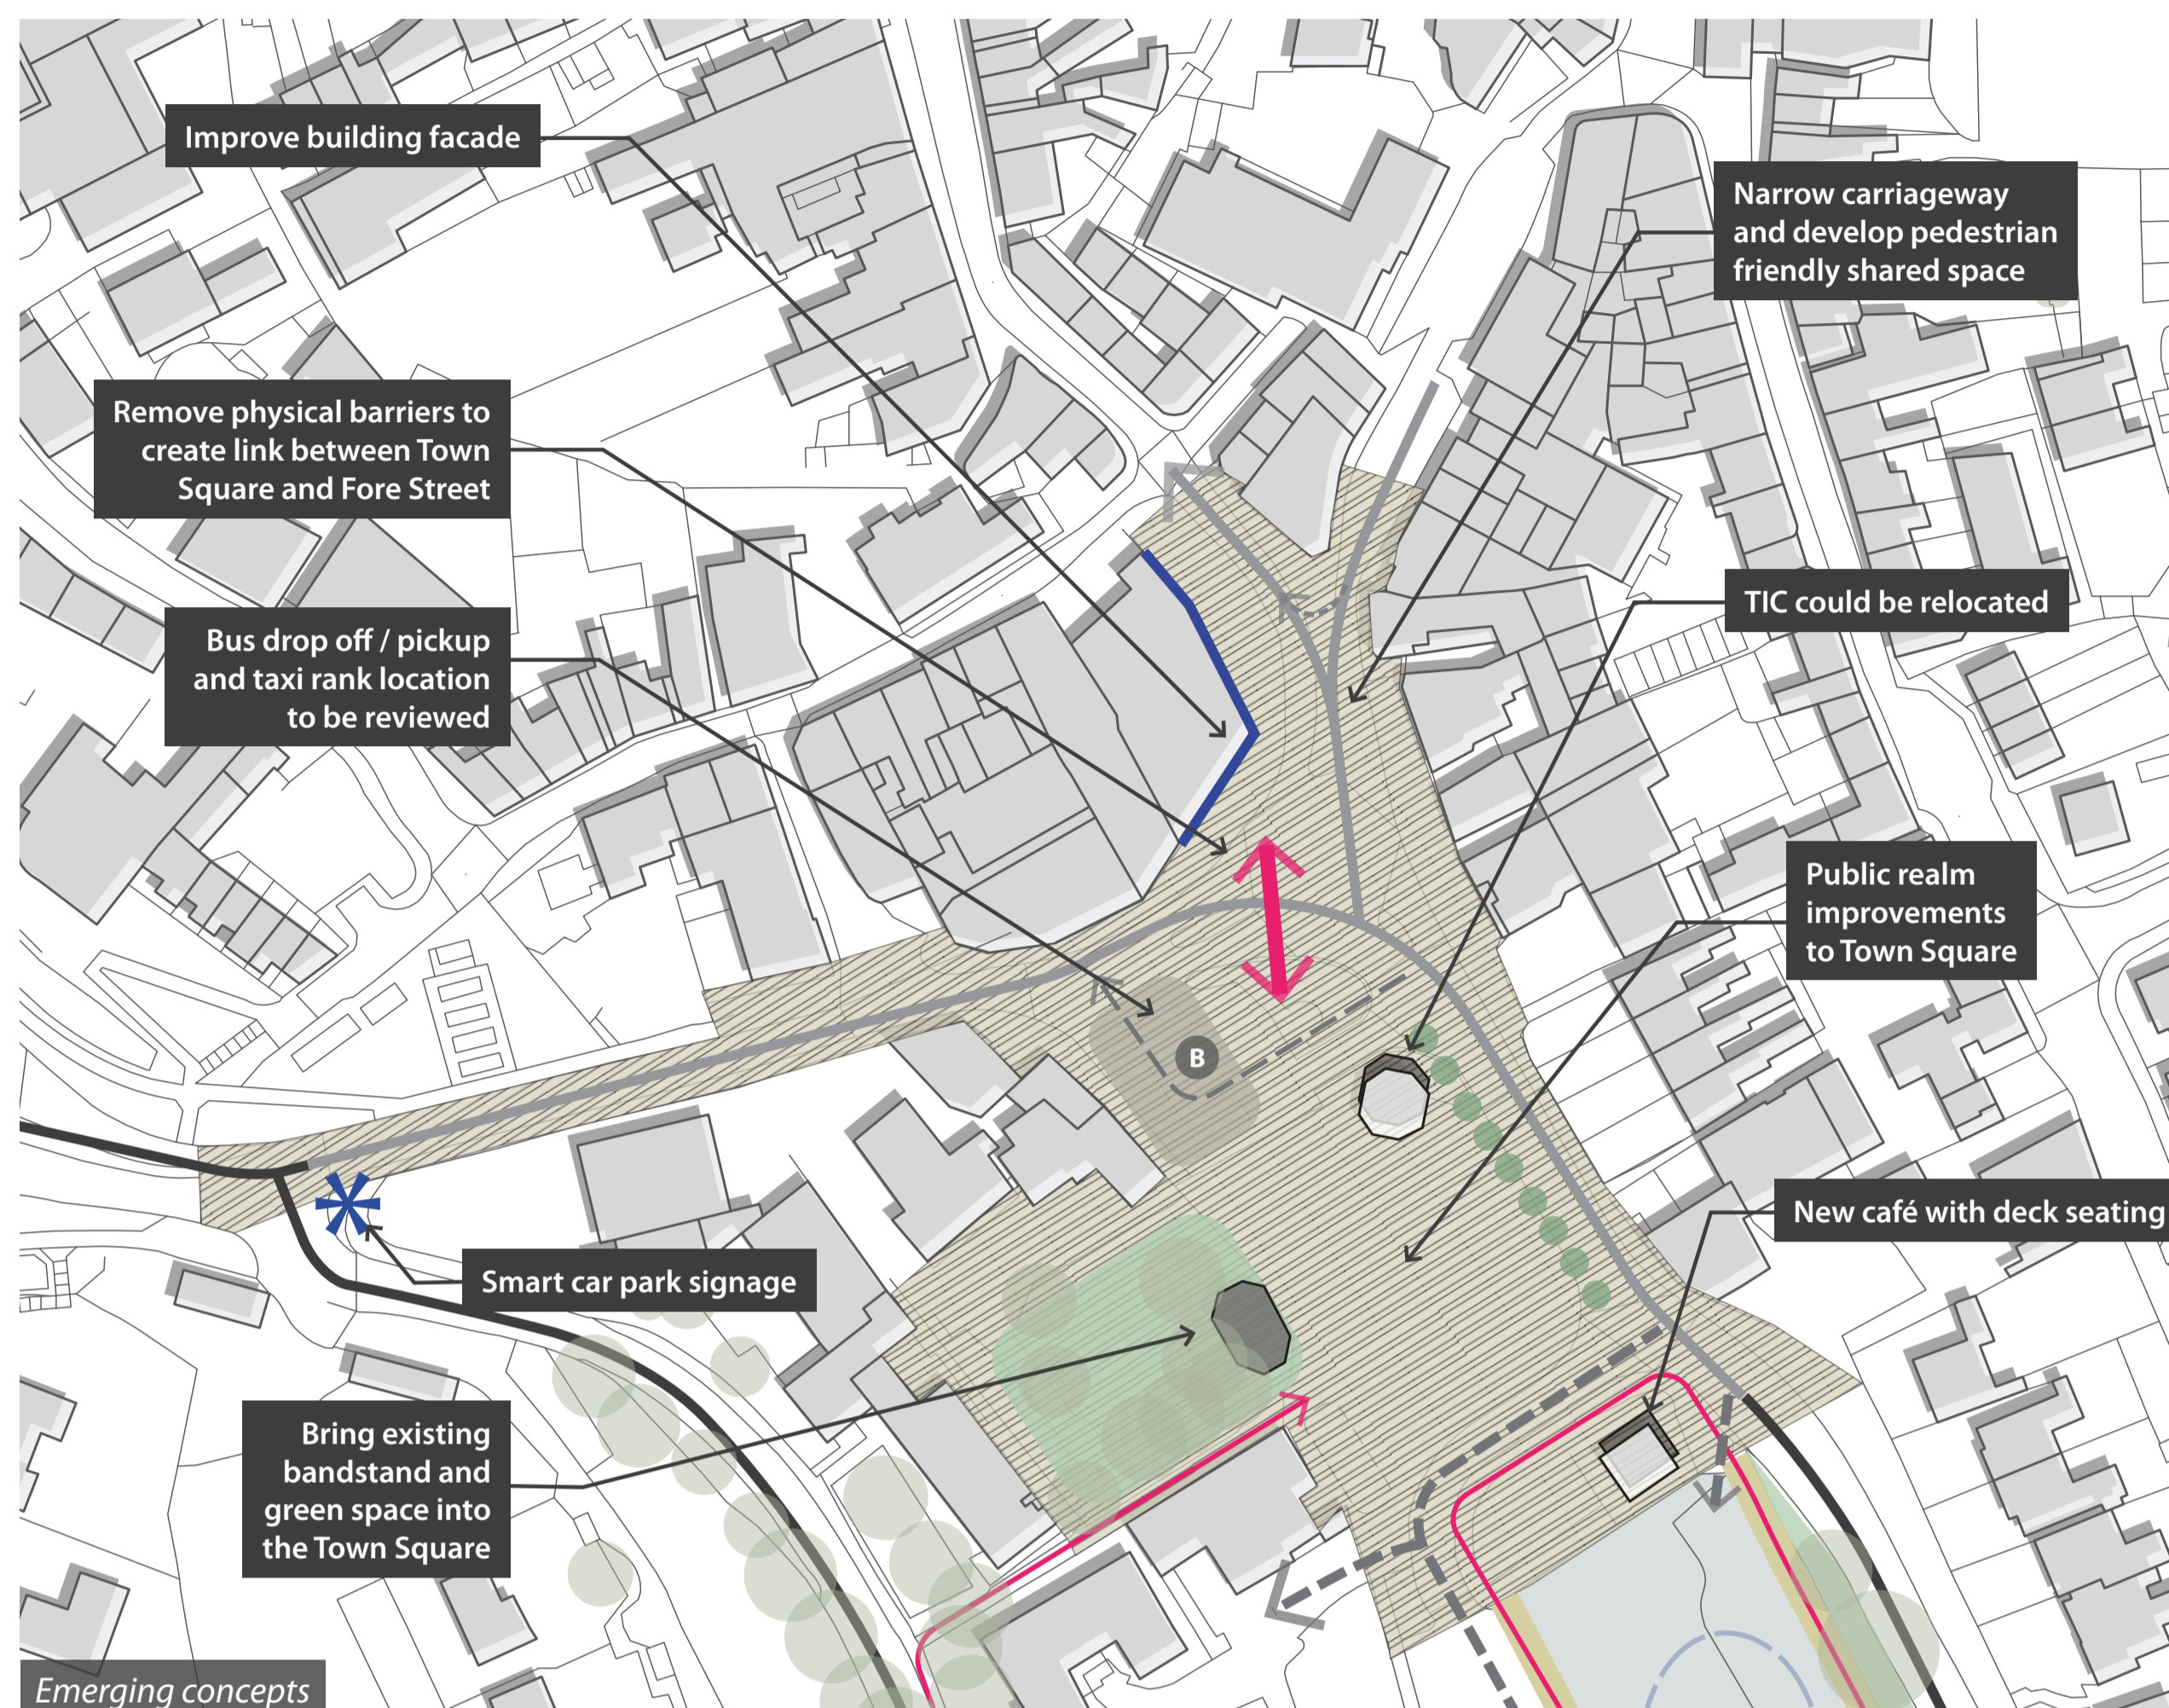 Improve building facade
Narrow carriageway
and develop pedestrian
friendly shared space
Remove physical barriers to
create link between Town
Square and Fore Street
TIC could be relocated
Bus drop off / pickup
and taxi rank location
to be reviewed
Public realm
improvements
to Town Square
B
New café with deck seating
Smart car park signage
Bring existing
bandstand and
green space into
the Town Square
Emerging concepts